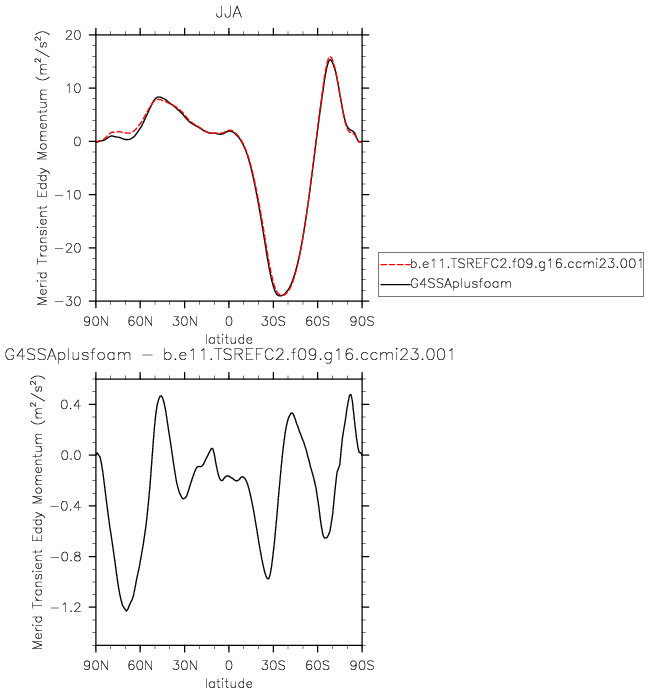 JJA
Merid Transient Eddy Momentum (m²/s²)
20
10
0
−10
−20
−30
90N 60N 30N 0 30S 60S 90S
latitude
b.e11.TSREFC2.f09.g16.ccmi23.001
G4SSAplusfoam
G4SSAplusfoam − b.e11.TSREFC2.f09.g16.ccmi23.001
Merid Transient Eddy Momentum (m²/s²)
0.4
0.0
−0.4
−0.8
−1.2
90N 60N 30N 0 30S 60S 90S
latitude